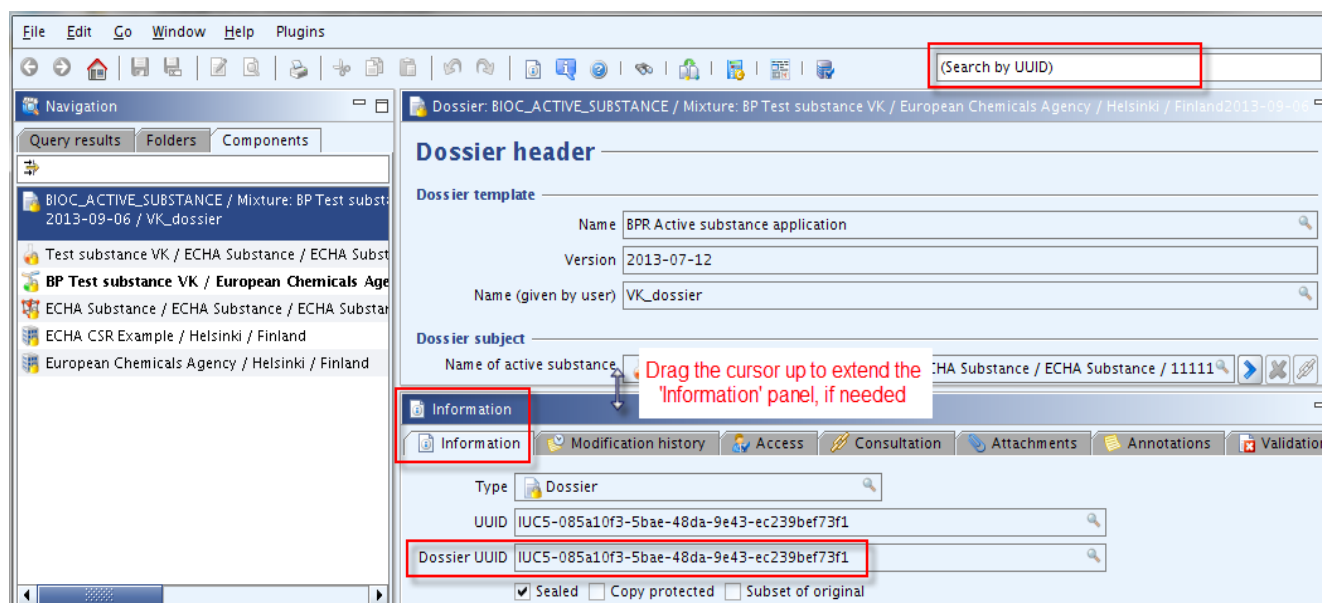 File Edit Go Window Help Plugins
(Search by UUID)
Navigation
Query results Folders Components
BIOC_ACTIVE_SUBSTANCE / Mixture: BP Test subst
2013-09-06 / VK_dossier
Test substance VK / ECHA Substance / ECHA Subst
BP Test substance VK / European Chemicals Age
ECHA Substance / ECHA Substance / ECHA Substar
ECHA CSR Example / Helsinki / Finland
European Chemicals Agency / Helsinki / Finland
Dossier: BIOC_ACTIVE_SUBSTANCE / Mixture: BP Test substance VK / European Chemicals Agency / Helsinki / Finland2013-09-06
Dossier header
Dossier template
Name BPR Active substance application
Version 2013-07-12
Name (given by user) VK_dossier
Dossier subject
Name of active substance CHA Substance / ECHA Substance / 11111
Drag the cursor up to extend the
'Information' panel, if needed
Information
Information Modification history Access Consultation Attachments Annotations Validation
Type Dossier
UUID IUC5-085a10f3-5bae-48da-9e43-ec239bef73f1
Dossier UUID IUC5-085a10f3-5bae-48da-9e43-ec239bef73f1
Sealed Copy protected Subset of original